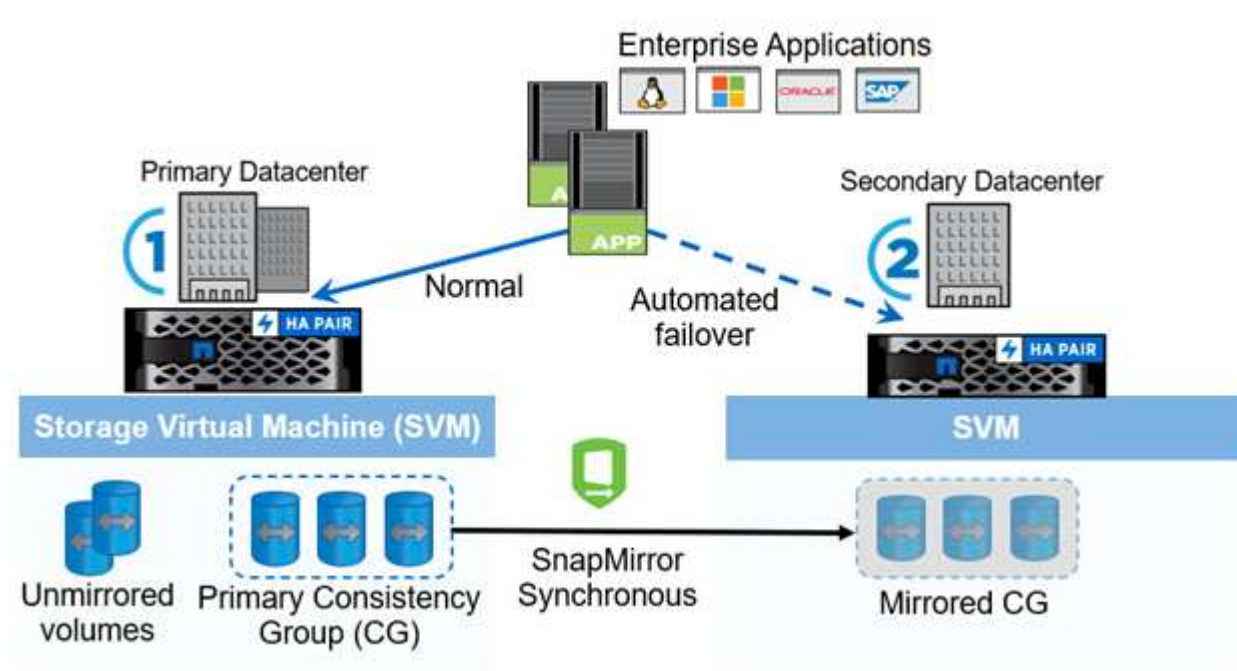 Enterprise Applications
ORACLE
SAP
Primary Datacenter
Secondary Datacenter
1
2
A
APP
Normal
Automated
failover
HA PAIR
HA PAIR
Storage Virtual Machine (SVM)
SVM
SnapMirror
Synchronous
Unmirrored
volumes
Primary Consistency
Group (CG)
Mirrored CG